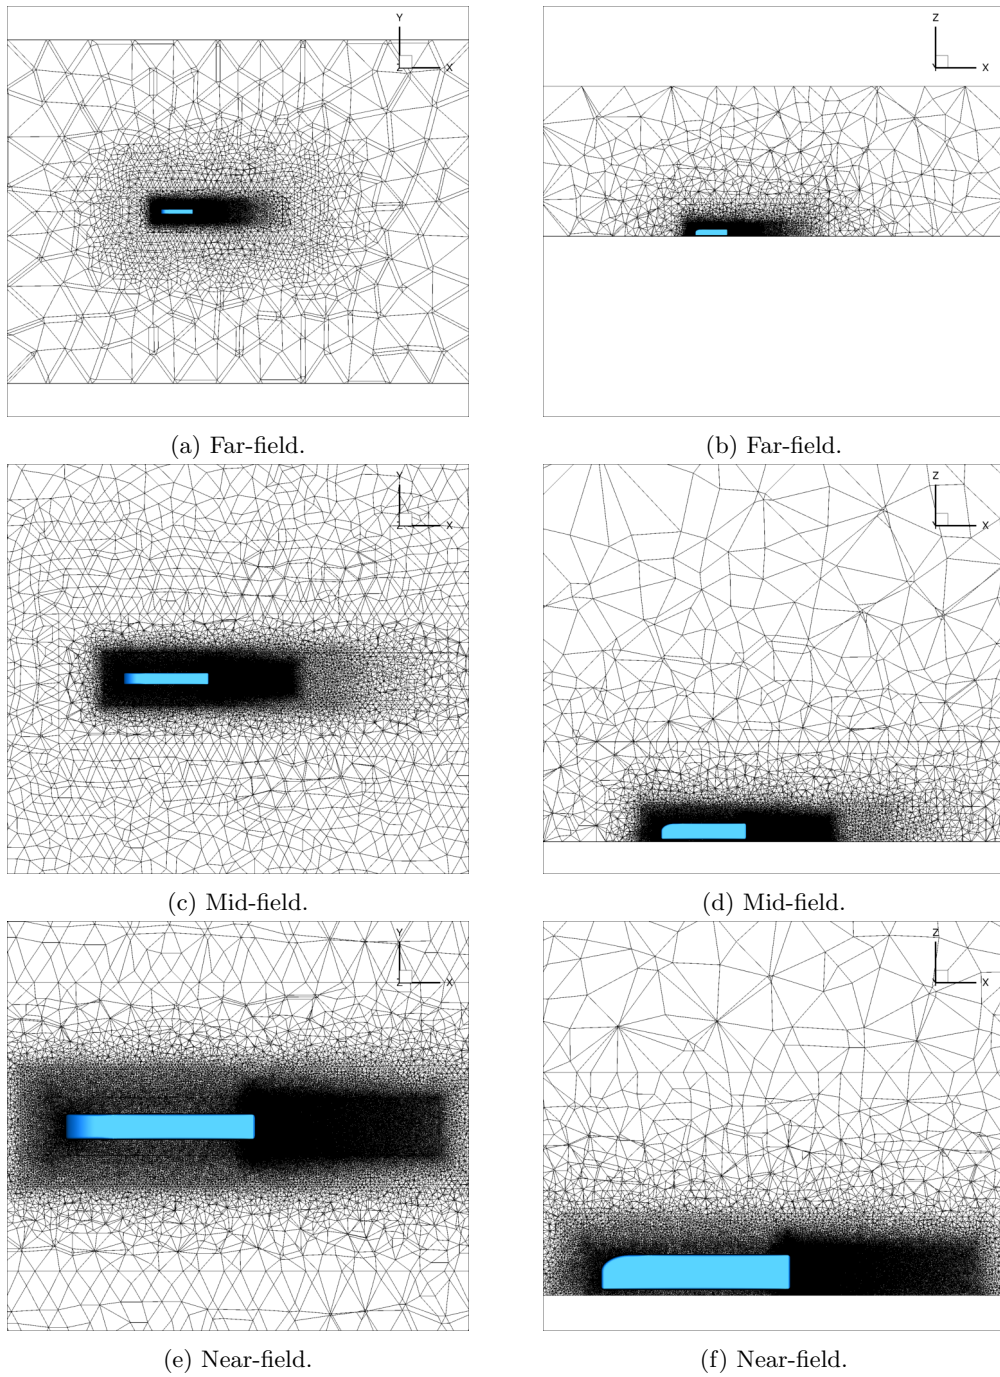 Y
Z X
Z
Y X
(a) Far-field.
(b) Far-field.
Y
Z X
Z
Y X
(c) Mid-field.
(d) Mid-field.
Y
Z X
Z
Y X
(e) Near-field.
(f) Near-field.